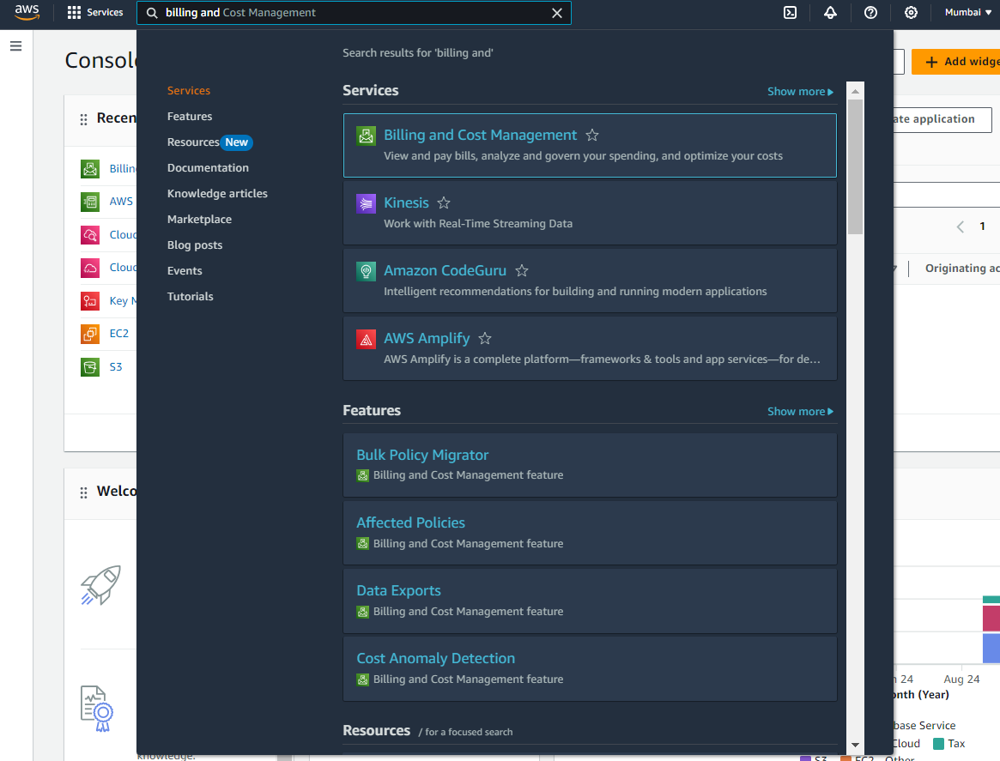 aws Services billing and Cost Management Mumbai
Console
Add widge
Search results for 'billing and'
Services
Features
Resources New
Documentation
Knowledge articles
Marketplace
Blog posts
Events
Tutorials
Services Show more
Billing and Cost Management
View and pay bills, analyze and govern your spending, and optimize your costs
Kinesis
Work with Real-Time Streaming Data
Amazon CodeGuru
Intelligent recommendations for building and running modern applications
AWS Amplify
AWS Amplify is a complete platform—frameworks & tools and app services—for de…
Features Show more
Bulk Policy Migrator
Billing and Cost Management feature
Affected Policies
Billing and Cost Management feature
Data Exports
Billing and Cost Management feature
Cost Anomaly Detection
Billing and Cost Management feature
Resources / for a focused search
Recen
Billin
AWS
Cloud
Cloud
Key M
EC2
S3
Welco
knowledge.
ate application
1
Originating ac
24 Aug 24
onth (Year)
base Service
Cloud Tax
S3 EC2 Other